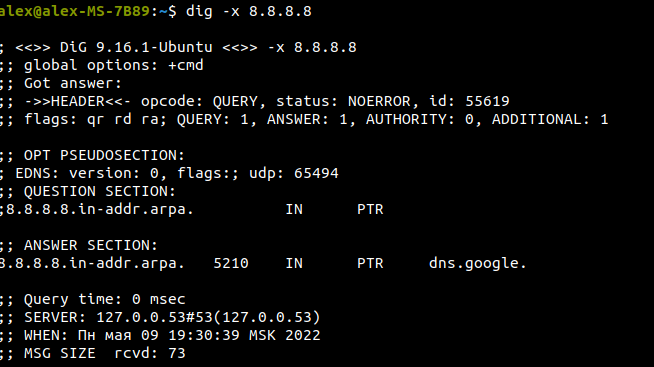 alex@alex-MS-7B89:~$ dig -x 8.8.8.8
; <<>> DiG 9.16.1-Ubuntu <<>> -x 8.8.8.8
;; global options: +cmd
;; Got answer:
;; ->>HEADER<<- opcode: QUERY, status: NOERROR, id: 55619
;; flags: qr rd ra; QUERY: 1, ANSWER: 1, AUTHORITY: 0, ADDITIONAL: 1
;; OPT PSEUDOSECTION:
; EDNS: version: 0, flags:; udp: 65494
;; QUESTION SECTION:
;8.8.8.8.in-addr.arpa. IN PTR
;; ANSWER SECTION:
8.8.8.8.in-addr.arpa. 5210 IN PTR dns.google.
;; Query time: 0 msec
;; SERVER: 127.0.0.53#53(127.0.0.53)
;; WHEN: Пн мая 09 19:30:39 MSK 2022
;; MSG SIZE rcvd: 73